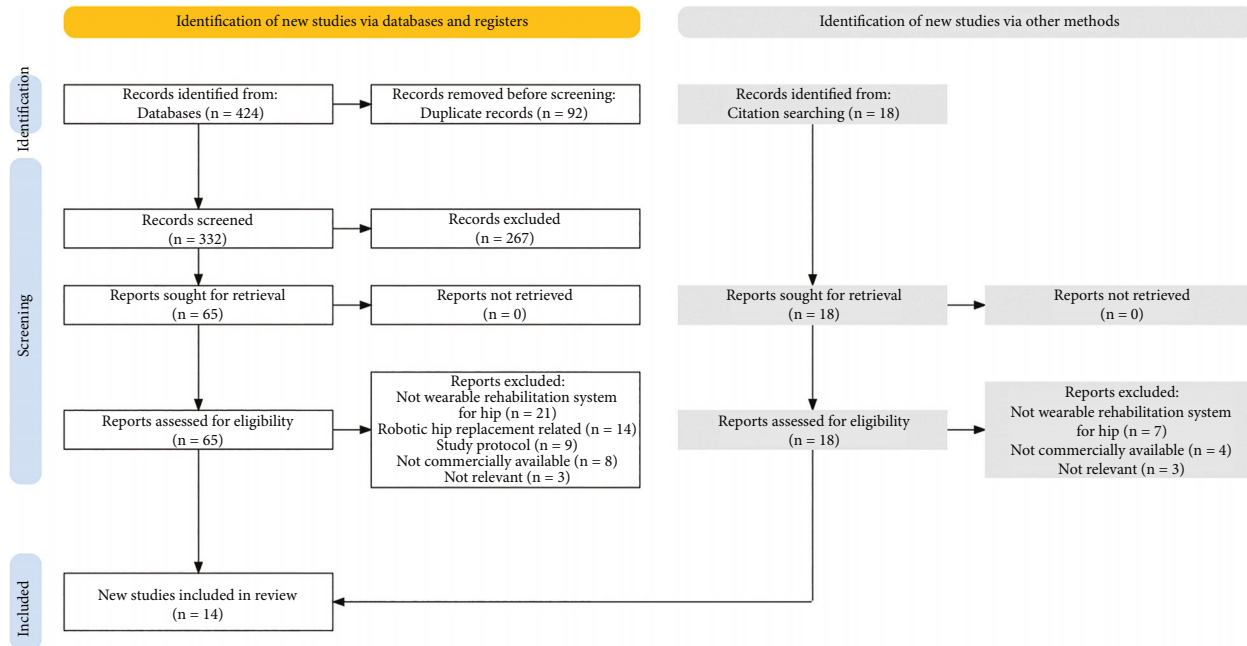 Identification of new studies via databases and registers
Identification of new studies via other methods
Identification
Records identified from:
Databases (n = 424)
Records removed before screening:
Duplicate records (n = 92)
Records identified from:
Citation searching (n = 18)
Screening
Records screened
(n = 332)
Records excluded
(n = 267)
Reports sought for retrieval
(n = 65)
Reports not retrieved
(n = 0)
Reports sought for retrieval
(n = 18)
Reports not retrieved
(n = 0)
Reports assessed for eligibility
(n = 65)
Reports excluded:
Not wearable rehabilitation system
for hip (n = 21)
Robotic hip replacement related (n = 14)
Study protocol (n = 9)
Not commercially available (n = 8)
Not relevant (n = 3)
Reports assessed for eligibility
(n = 18)
Reports excluded:
Not wearable rehabilitation system
for hip (n = 7)
Not commercially available (n = 4)
Not relevant (n = 3)
Included
New studies included in review
(n = 14)